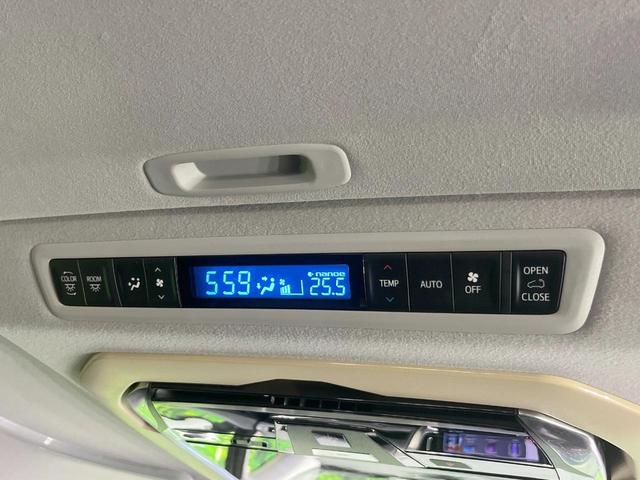 COLOR
ROOM
559
nanoe
25.5
TEMP
AUTO
OFF
OPEN
CLOSE